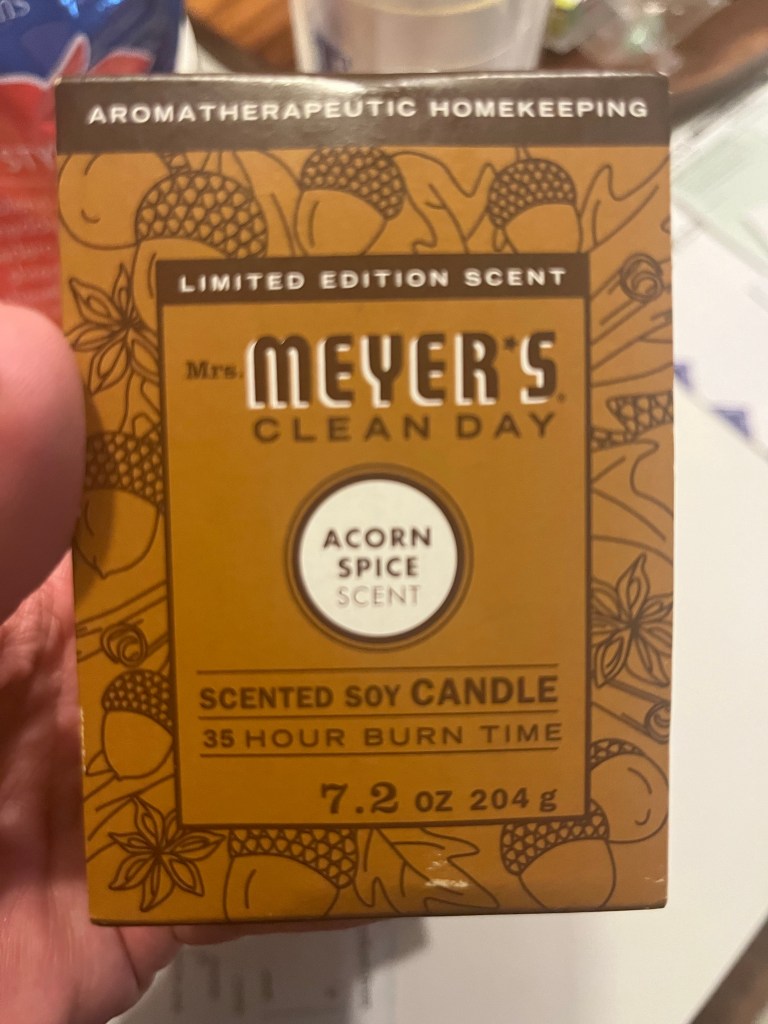 AROMATHERAPEUTIC HOMEKEEPING
LIMITED EDITION SCENT
Mrs. MEYER*S®
CLEAN DAY
ACORN
SPICE
SCENT
SCENTED SOY CANDLE
35 HOUR BURN TIME
7.2 OZ 204 g